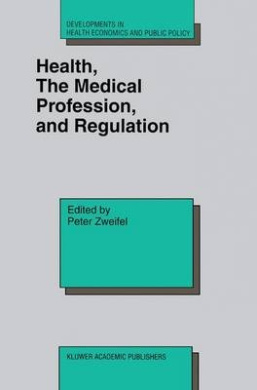 DEVELOPMENTS IN
HEALTH ECONOMICS AND PUBLIC POLICY
Health,
The Medical
Profession,
and Regulation
Edited by
Peter Zweifel
KLUWER ACADEMIC PUBLISHERS